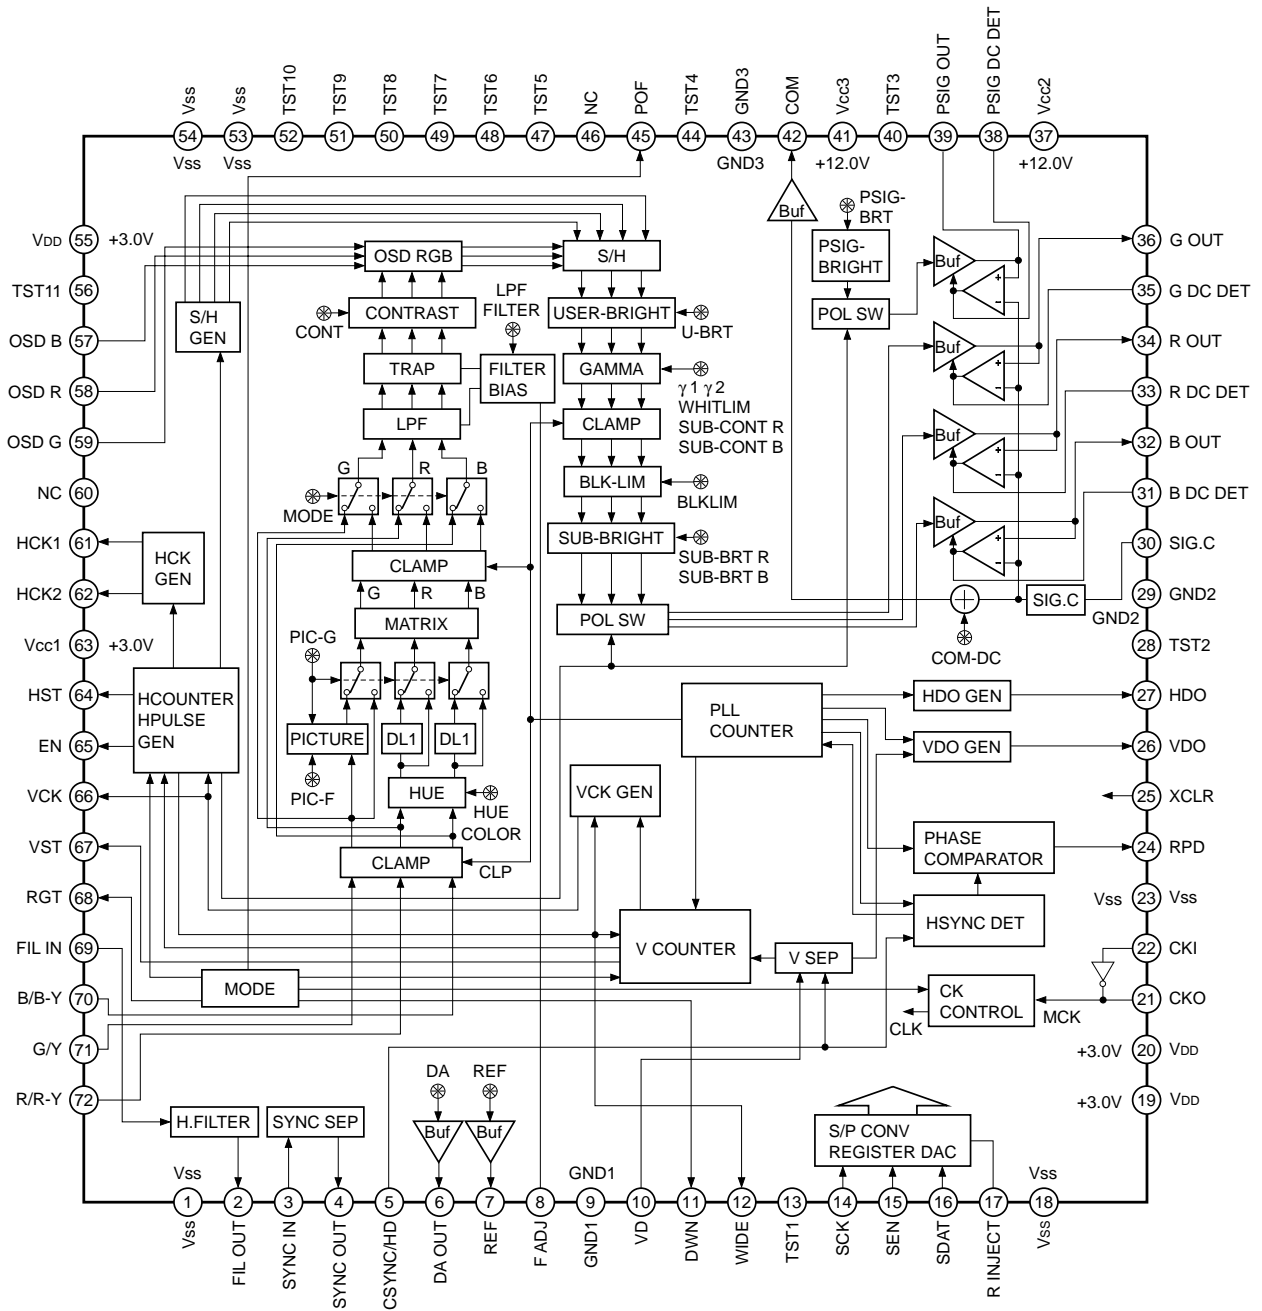 Vss
Vss
TST10
TST9
TST8
TST7
TST6
TST5
NC
POF
TST4
GND3
COM
Vcc3
TST3
PSIG OUT
PSIG DC DET
Vcc2
54
53
52
51
50
49
48
47
46
45
44
43
42
41
40
39
38
37
Vss
Vss
GND3
+12.0V
+12.0V
VDD
55
+3.0V
TST11
56
OSD B
57
OSD R
58
OSD G
59
NC
60
HCK1
61
HCK2
62
Vcc1
63
+3.0V
HST
64
EN
65
VCK
66
VST
67
RGT
68
FIL IN
69
B/B-Y
70
G/Y
71
R/R-Y
72
36
G OUT
35
G DC DET
34
R OUT
33
R DC DET
32
B OUT
31
B DC DET
30
SIG.C
29
GND2
GND2
28
TST2
27
HDO
26
VDO
25
XCLR
24
RPD
Vss
23
Vss
22
CKI
21
CKO
+3.0V
20
VDD
+3.0V
19
VDD
S/H
GEN
HCK
GEN
HCOUNTER
HPULSE
GEN
MODE
OSD RGB
CONT
CONTRAST
LPF
FILTER
TRAP
FILTER
BIAS
LPF
G
R
B
MODE
CLAMP
G
R
B
MATRIX
PIC-G
PICTURE
DL1
DL1
PIC-F
HUE
HUE
COLOR
CLAMP
CLP
S/H
USER-BRIGHT
U-BRT
GAMMA
γ1 γ2
WHITLIM
SUB-CONT R
SUB-CONT B
CLAMP
BLK-LIM
BLKLIM
SUB-BRIGHT
SUB-BRT R
SUB-BRT B
POL SW
Buf
PSIG-
BRT
PSIG-
BRIGHT
POL SW
Buf
+
−
Buf
+
−
Buf
+
−
Buf
+
−
SIG.C
COM-DC
PLL
COUNTER
HDO GEN
VDO GEN
VCK GEN
PHASE
COMPARATOR
HSYNC DET
V COUNTER
V SEP
CK
CONTROL
CLK
MCK
DA
REF
Buf
Buf
H.FILTER
SYNC SEP
S/P CONV
REGISTER DAC
Vss
GND1
Vss
1
2
3
4
5
6
7
8
9
10
11
12
13
14
15
16
17
18
Vss
FIL OUT
SYNC IN
SYNC OUT
CSYNC/HD
DA OUT
REF
F ADJ
GND1
VD
DWN
WIDE
TST1
SCK
SEN
SDAT
R INJECT
Vss